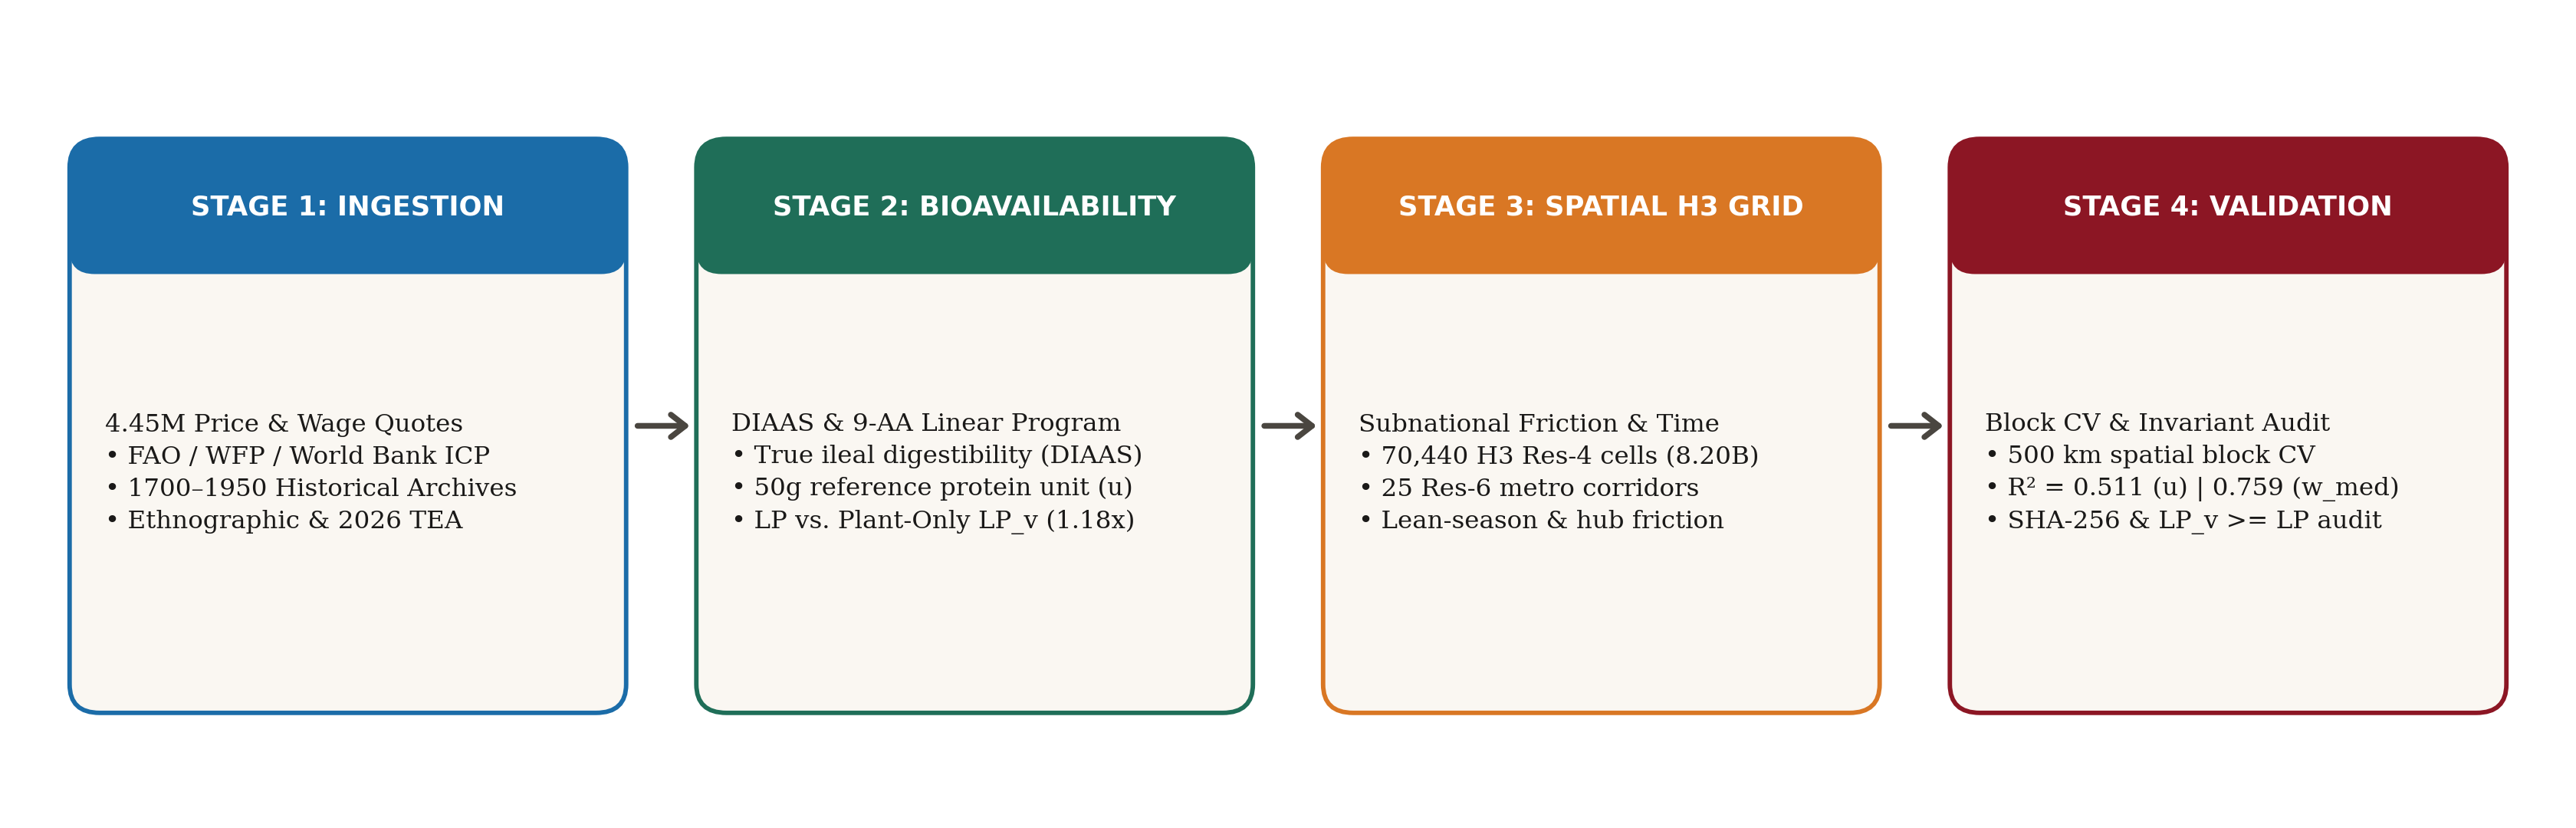 STAGE 1: INGESTION
4.45M Price & Wage Quotes
• FAO / WFP / World Bank ICP
• 1700–1950 Historical Archives
• Ethnographic & 2026 TEA
STAGE 2: BIOAVAILABILITY
DIAAS & 9-AA Linear Program
• True ileal digestibility (DIAAS)
• 50g reference protein unit (u)
• LP vs. Plant-Only LP_v (1.18x)
STAGE 3: SPATIAL H3 GRID
Subnational Friction & Time
• 70,440 H3 Res-4 cells (8.20B)
• 25 Res-6 metro corridors
• Lean-season & hub friction
STAGE 4: VALIDATION
Block CV & Invariant Audit
• 500 km spatial block CV
• R² = 0.511 (u) | 0.759 (w_med)
• SHA-256 & LP_v >= LP audit